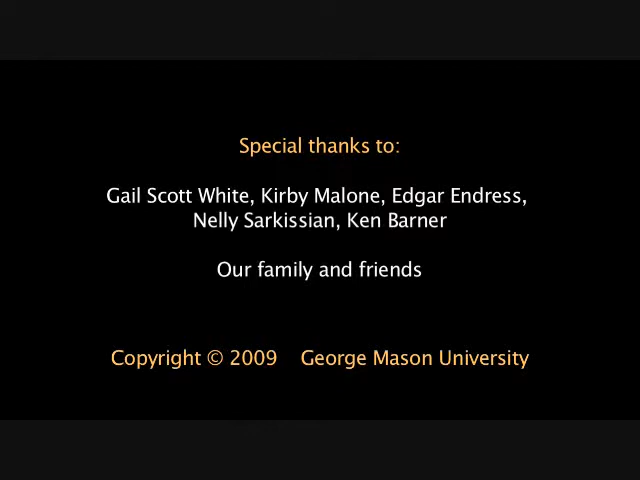 Special thanks to:
Gail Scott White, Kirby Malone, Edgar Endress,
Nelly Sarkissian, Ken Barner
Our family and friends
Copyright © 2009 George Mason University